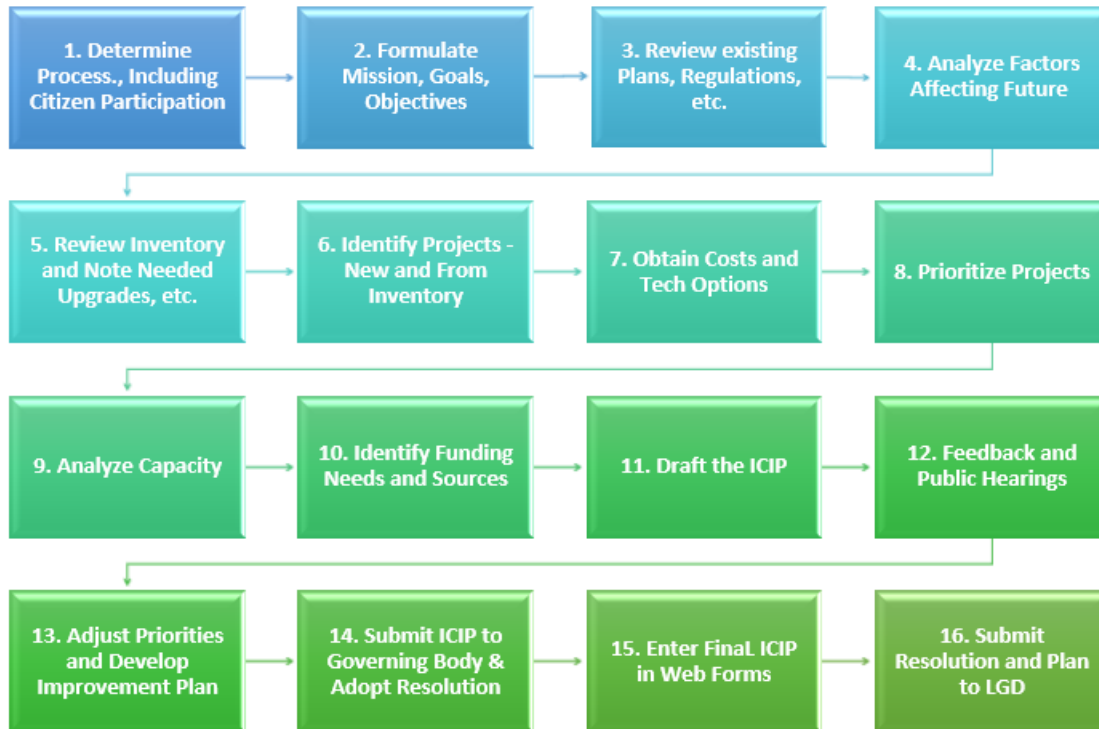 1. Determine
Process., Including
Citizen Participation
2. Formulate
Mission, Goals,
Objectives
3. Review existing
Plans, Regulations,
etc.
4. Analyze Factors
Affecting Future
5. Review Inventory
and Note Needed
Upgrades, etc.
6. Identify Projects -
New and From
Inventory
7. Obtain Costs and
Tech Options
8. Prioritize Projects
9. Analyze Capacity
10. Identify Funding
Needs and Sources
11. Draft the ICIP
12. Feedback and
Public Hearings
13. Adjust Priorities
and Develop
Improvement Plan
14. Submit ICIP to
Governing Body &
Adopt Resolution
15. Enter FinaL ICIP
in Web Forms
16. Submit
Resolution and Plan
to LGD